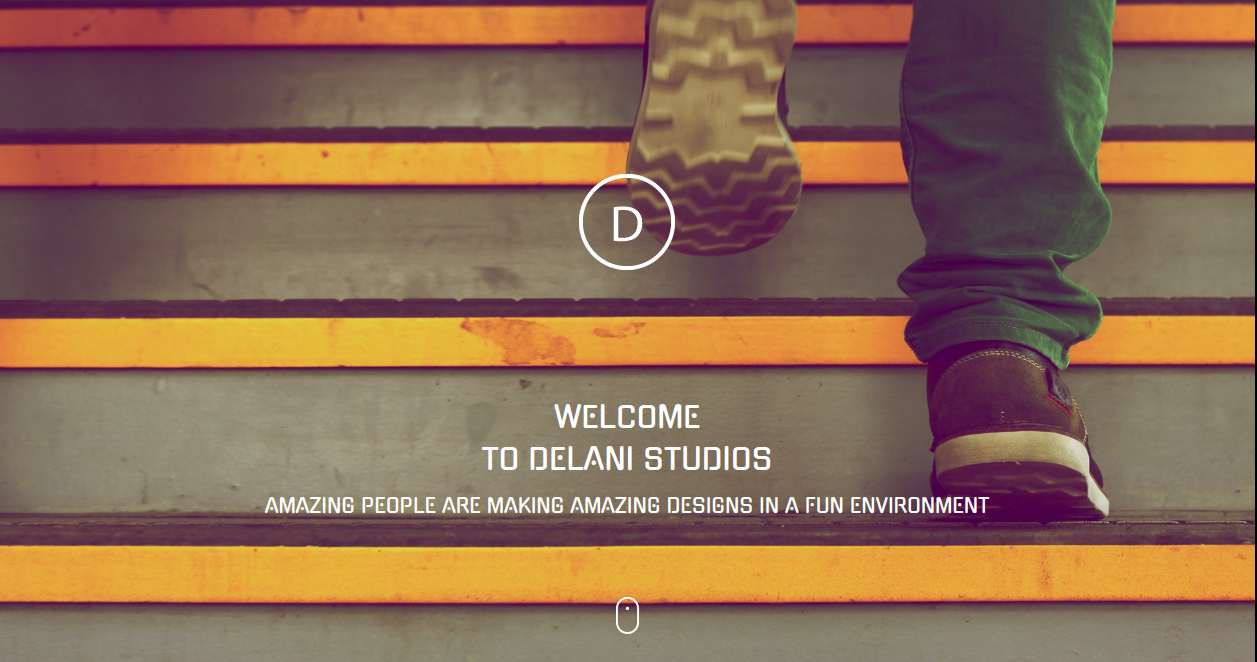 D
WELCOME
TO DELANI STUDIOS
AMAZING PEOPLE ARE MAKING AMAZING DESIGNS IN A FUN ENVIRONMENT